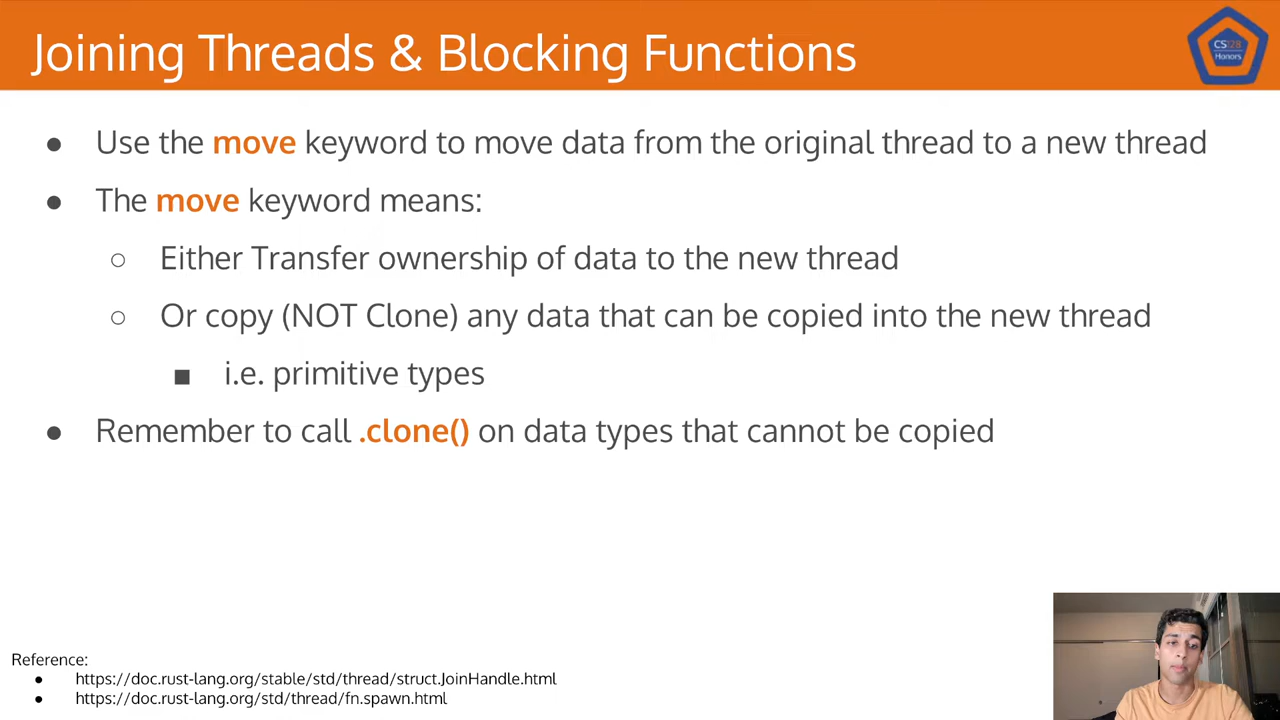 Joining Threads & Blocking Functions
CS128
Honors
● Use the move keyword to move data from the original thread to a new thread
● The move keyword means:
○ Either Transfer ownership of data to the new thread
○ Or copy (NOT Clone) any data that can be copied into the new thread
■ i.e. primitive types
● Remember to call .clone() on data types that cannot be copied
Reference:
● https://doc.rust-lang.org/stable/std/thread/struct.JoinHandle.html
● https://doc.rust-lang.org/std/thread/fn.spawn.html